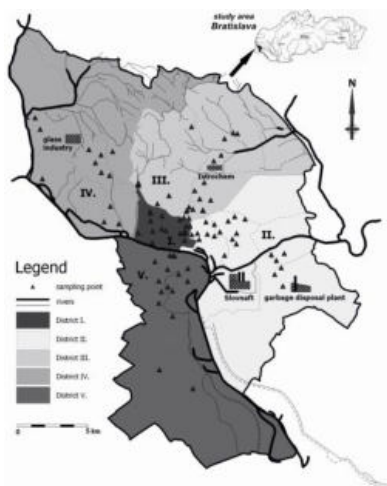 study area
Bratislava
N
glass
industry
Istrochem
III.
IV.
II.
I.
V.
Slovnaft
garbage disposal plant
Legend
sampling point
rivers
District I.
District II.
District III.
District IV.
District V.
0
5 km